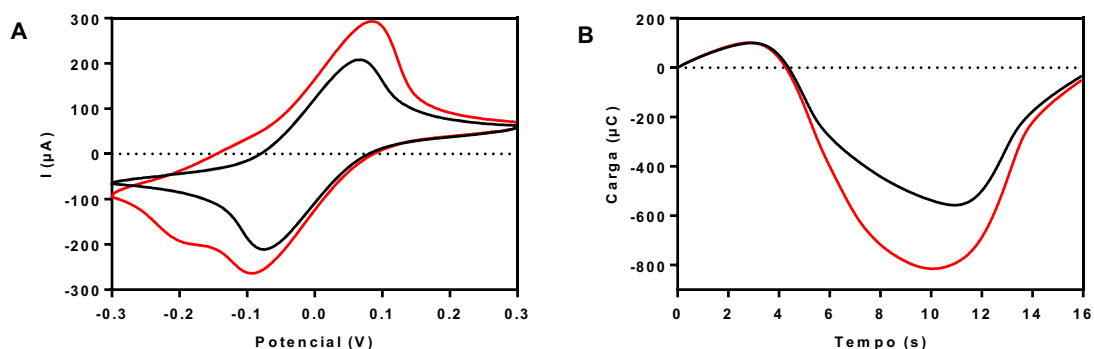 A
300
200
100
0
-100
-200
-300
-0.3 -0.2 -0.1 0.0 0.1 0.2 0.3
I (µA)
Potencial (V)
B
200
0
-200
-400
-600
-800
0 2 4 6 8 10 12 14 16
Carga (µC)
Tempo (s)